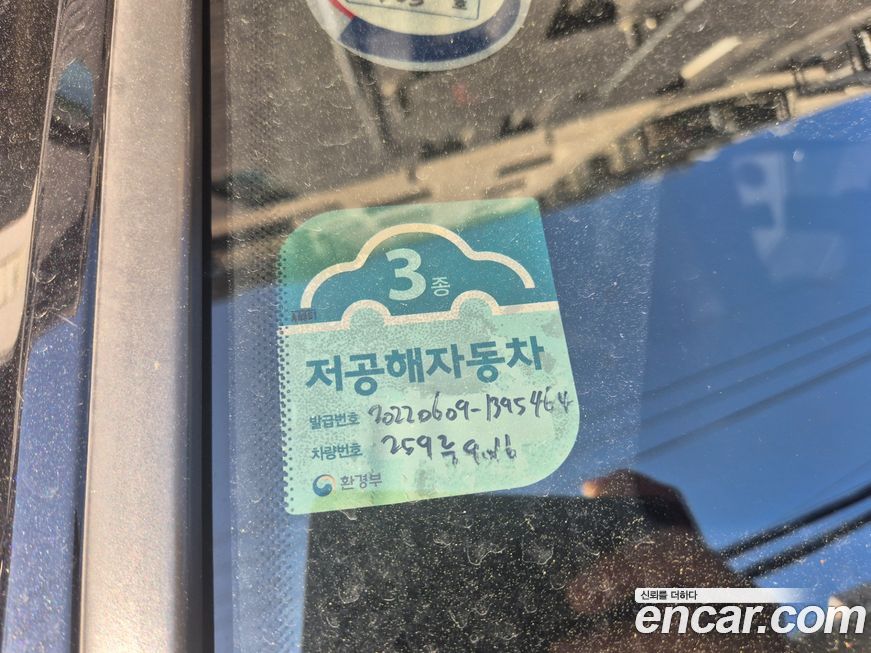 호
3종
저공해자동차
발급번호 20220609-1395464
차량번호
환경부
신뢰를 더하다
encar.com